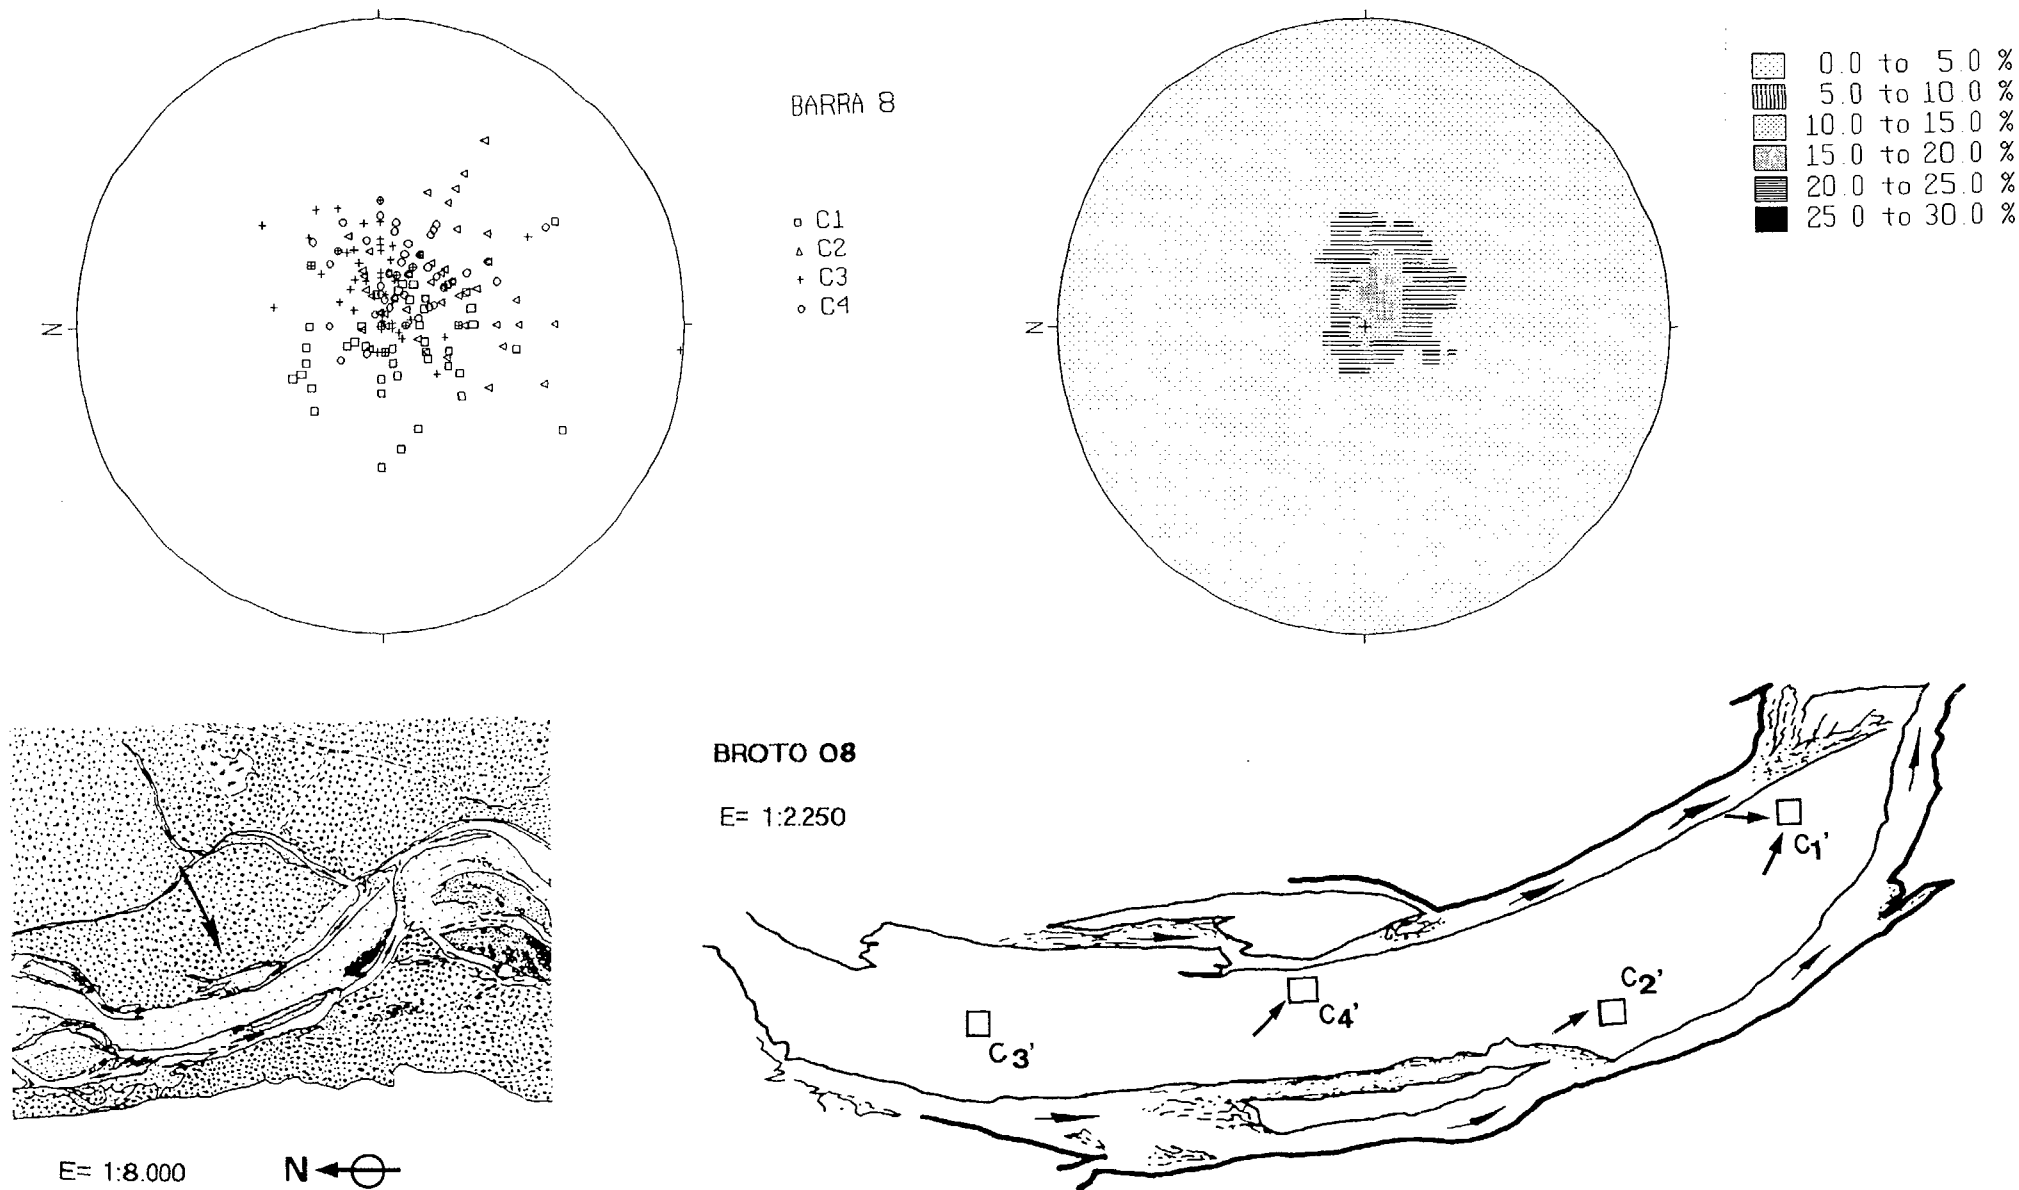 BARRA 8
C1
C2
C3
C4
N
N
0.0 to 5.0 %
5.0 to 10.0 %
10.0 to 15.0 %
15.0 to 20.0 %
20 0 to 25.0 %
25 0 to 30.0 %
BROTO 08
E= 1:2.250
C1'
C2'
C3'
C4'
E= 1:8.000
N